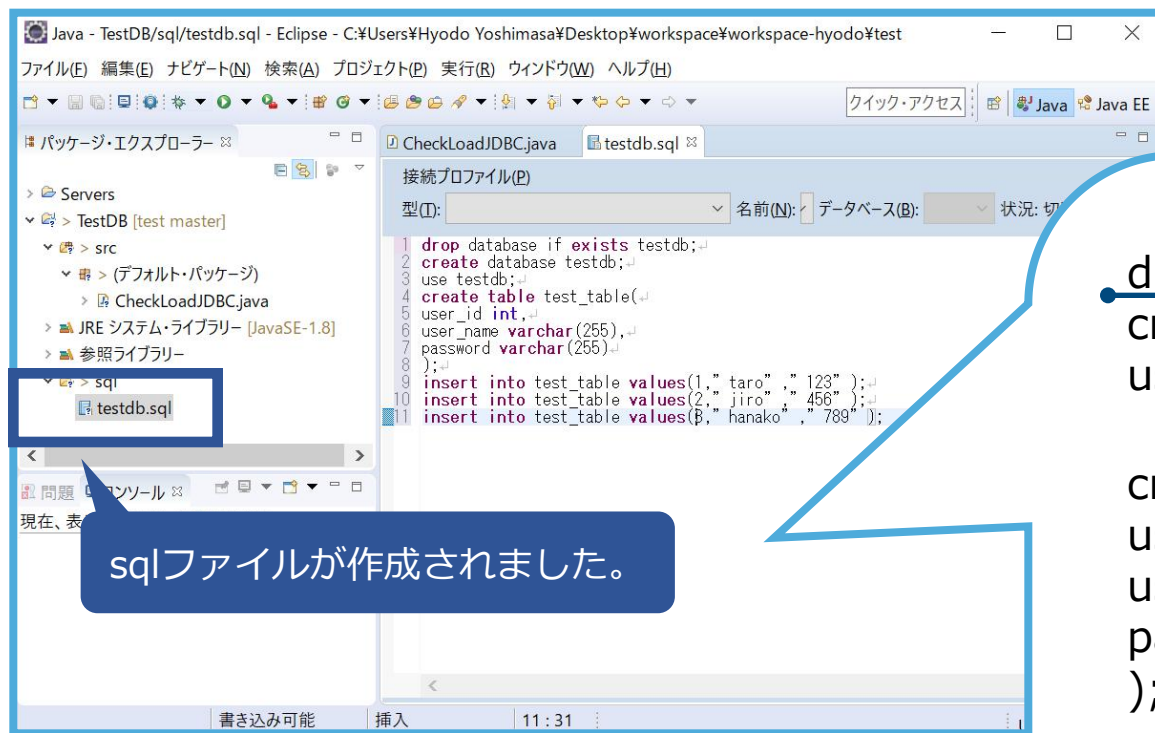 Java - TestDB/sql/testdb.sql - Eclipse - C:¥Users¥Hyodo Yoshimasa¥Desktop¥workspace¥workspace-hyodo¥test
ファイル(F) 編集(E) ナビゲート(N) 検索(A) プロジェクト(P) 実行(R) ウィンドウ(W) ヘルプ(H)
クイック・アクセス Java Java EE
パッケージ・エクスプローラー
Servers
> TestDB [test master]
> src
> (デフォルト・パッケージ)
CheckLoadJDBC.java
JRE システム・ライブラリー [JavaSE-1.8]
参照ライブラリー
> sql
testdb.sql
CheckLoadJDBC.java testdb.sql
接続プロファイル(P)
型(T): 名前(N): データベース(B): 状況:
1 drop database if exists testdb;
2 create database testdb;
3 use testdb;
4 create table test_table(
5 user_id int,
6 user_name varchar(255),
7 password varchar(255)
8 );
9 insert into test_table values(1,” taro” ,” 123” );
10 insert into test_table values(2,” jiro” ,” 456” );
11 insert into test_table values(3,” hanako” ,” 789” );
問題 コンソール
現在、表
sqlファイルが作成されました。
書き込み可能 挿入 11 : 31
d
cr
u
cr
u
u
pa
);